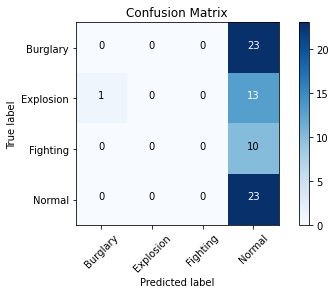 Confusion Matrix
True label
Burglary 0 0 0 23
Explosion 1 0 0 13
Fighting 0 0 0 10
Normal 0 0 0 23
Burglary Explosion Fighting Normal
Predicted label
20
15
10
5
0